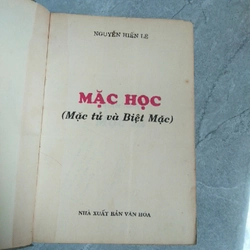 NGUYỄN HIẾN LÊ
MẶC HỌC
(Mặc tử và Biệt Mặc)
NHÀ XUẤT BẢN VĂN HÓA